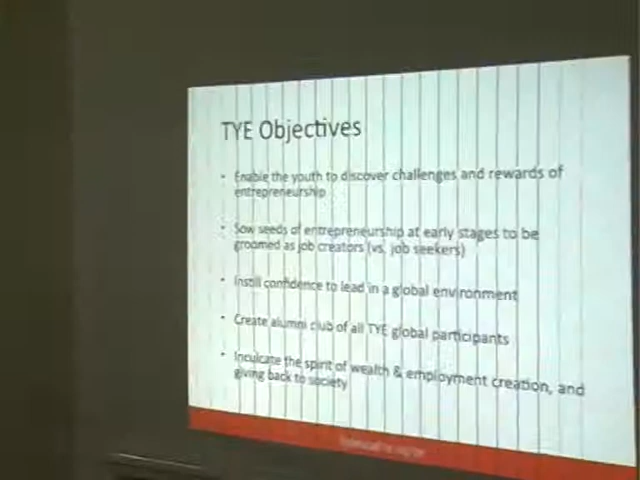 TYE Objectives
• Enable the youth to discover challenges and rewards of
entrepreneurship
• Sow seeds of entrepreneurship at early stages to be
groomed as job creators (vs. job seekers)
• Instill confidence to lead in a global environment
• Create alumni club of all TYE global participants
• Inculcate the spirit of wealth & employment creation, and
giving back to society